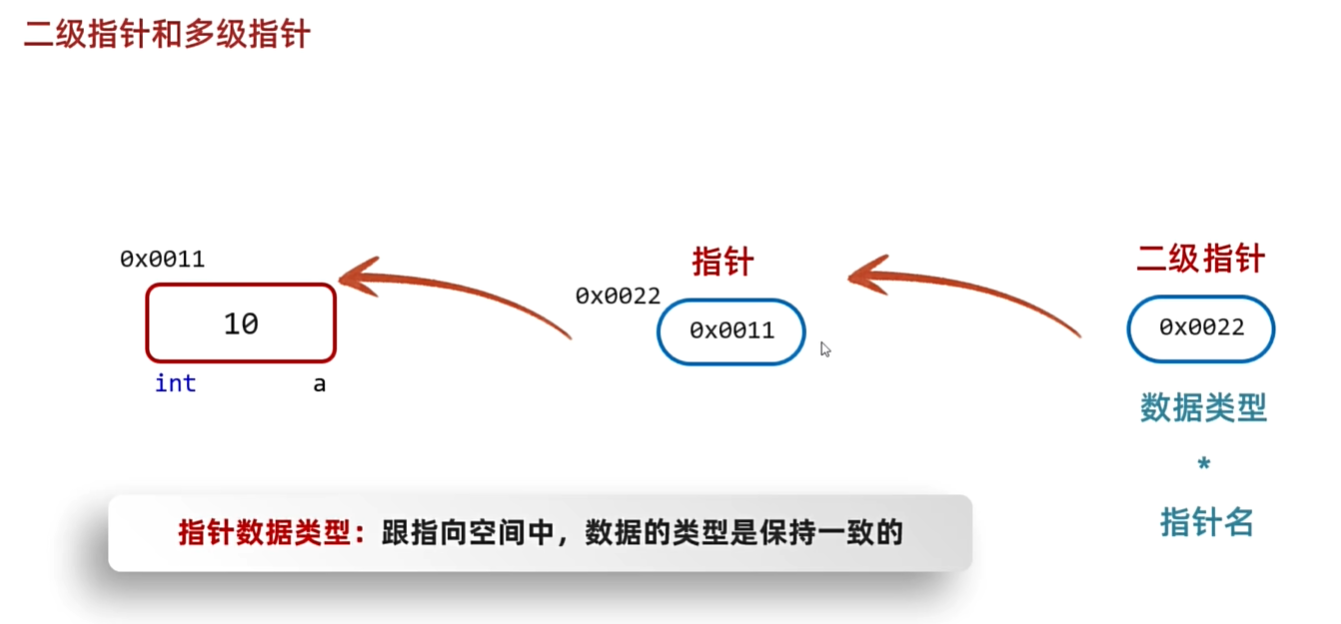 二级指针和多级指针
0x0011
10
int
a
指针
0x0022
0x0011
二级指针
0x0022
数据类型
*
指针名
指针数据类型：跟指向空间中，数据的类型是保持一致的